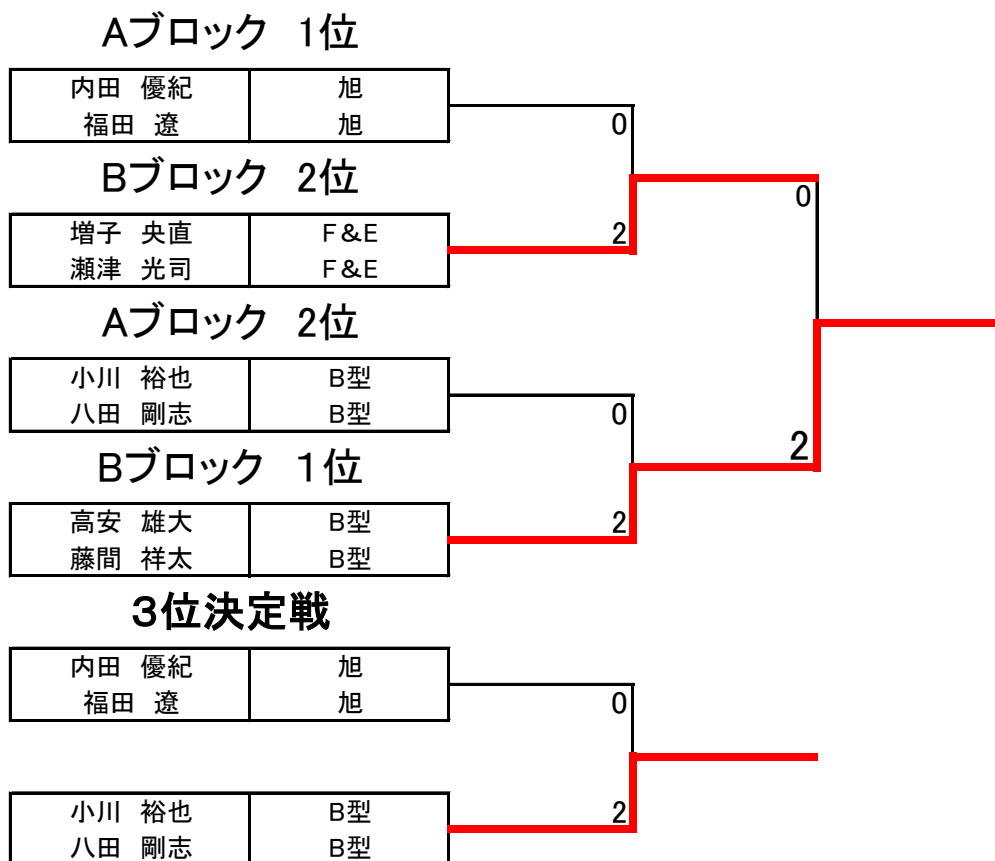 Aブロック 1位
内田 優紀 旭
福田 遼 旭
0
Bブロック 2位
0
増子 央直 F&E
2
瀬津 光司 F&E
Aブロック 2位
小川 裕也 B型
八田 剛志 B型
0
2
Bブロック 1位
高安 雄大 B型
2
藤間 祥太 B型
3位決定戦
内田 優紀 旭
福田 遼 旭
0
小川 裕也 B型
2
八田 剛志 B型